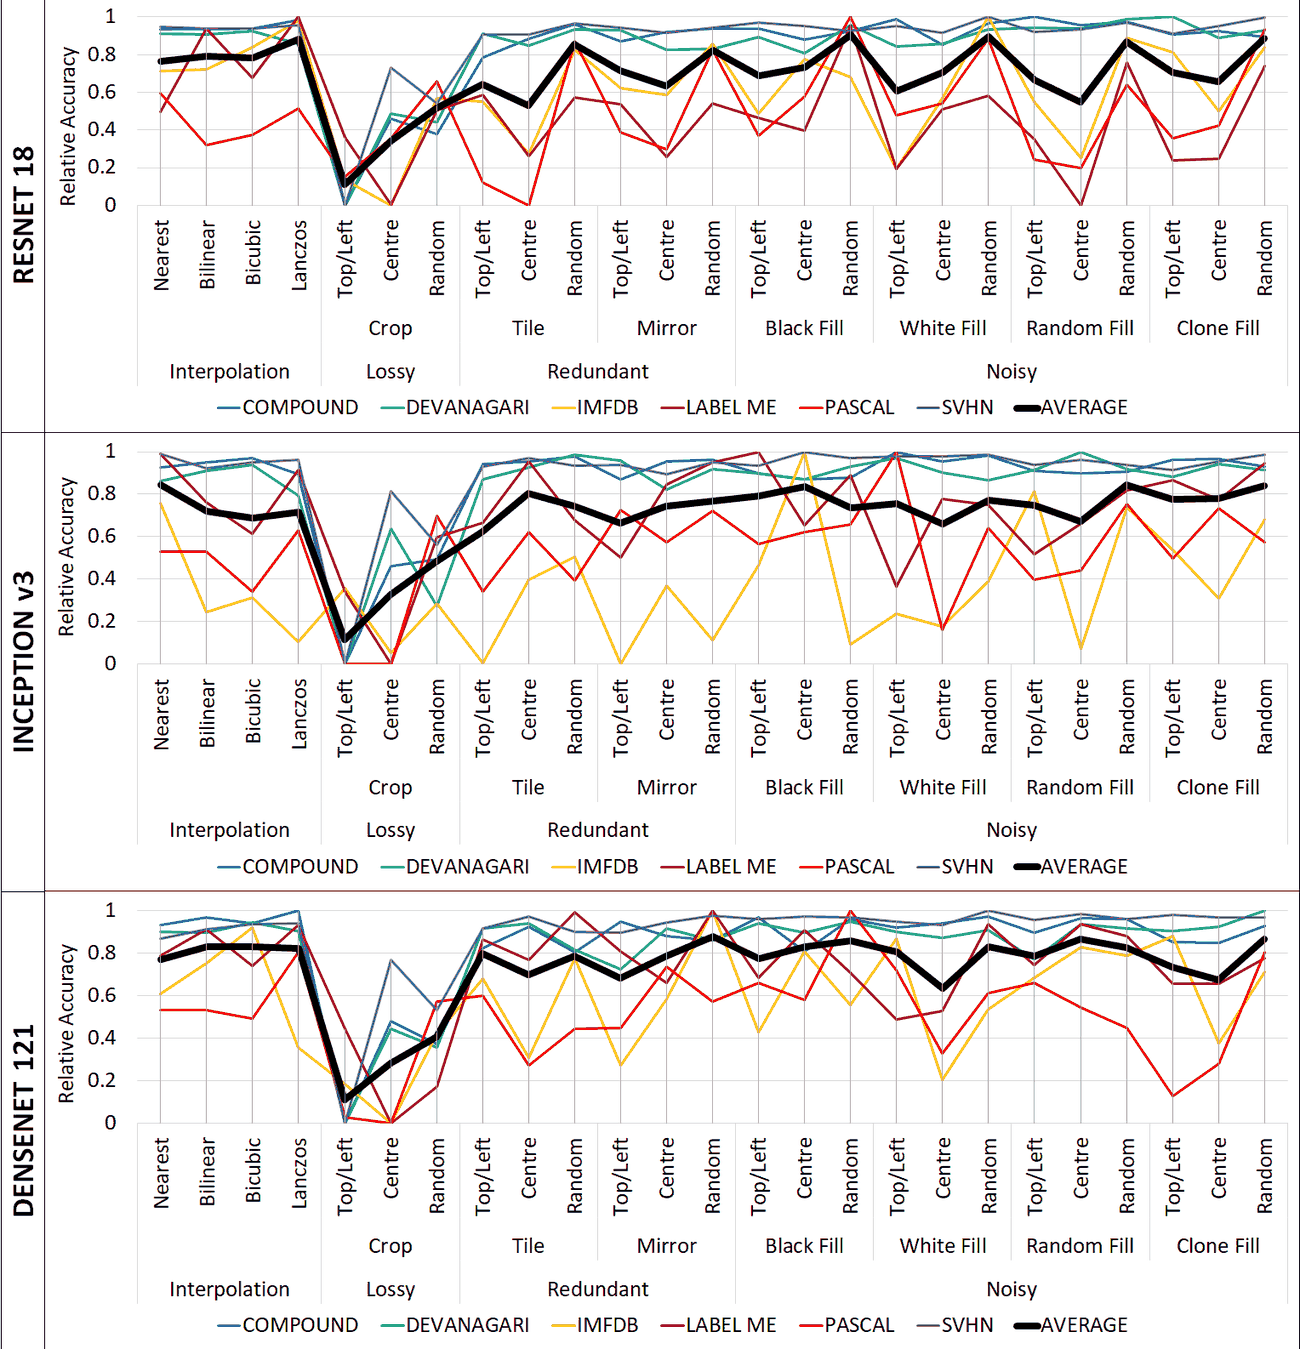 RESNET 18
Relative Accuracy
1
0.8
0.6
0.4
0.2
0
Nearest Bilinear Bicubic Lanczos Top/Left Centre Random Top/Left Centre Random Top/Left Centre Random Top/Left Centre Random Top/Left Centre Random Top/Left Centre Random Top/Left Centre Random
Crop Tile Mirror Black Fill White Fill Random Fill Clone Fill
Interpolation Lossy Redundant Noisy
COMPOUND DEVANAGARI IMFDB LABEL ME PASCAL SVHN AVERAGE
INCEPTION v3
Relative Accuracy
1
0.8
0.6
0.4
0.2
0
Nearest Bilinear Bicubic Lanczos Top/Left Centre Random Top/Left Centre Random Top/Left Centre Random Top/Left Centre Random Top/Left Centre Random Top/Left Centre Random Top/Left Centre Random
Crop Tile Mirror Black Fill White Fill Random Fill Clone Fill
Interpolation Lossy Redundant Noisy
COMPOUND DEVANAGARI IMFDB LABEL ME PASCAL SVHN AVERAGE
DENSENET 121
Relative Accuracy
1
0.8
0.6
0.4
0.2
0
Nearest Bilinear Bicubic Lanczos Top/Left Centre Random Top/Left Centre Random Top/Left Centre Random Top/Left Centre Random Top/Left Centre Random Top/Left Centre Random Top/Left Centre Random
Crop Tile Mirror Black Fill White Fill Random Fill Clone Fill
Interpolation Lossy Redundant Noisy
COMPOUND DEVANAGARI IMFDB LABEL ME PASCAL SVHN AVERAGE